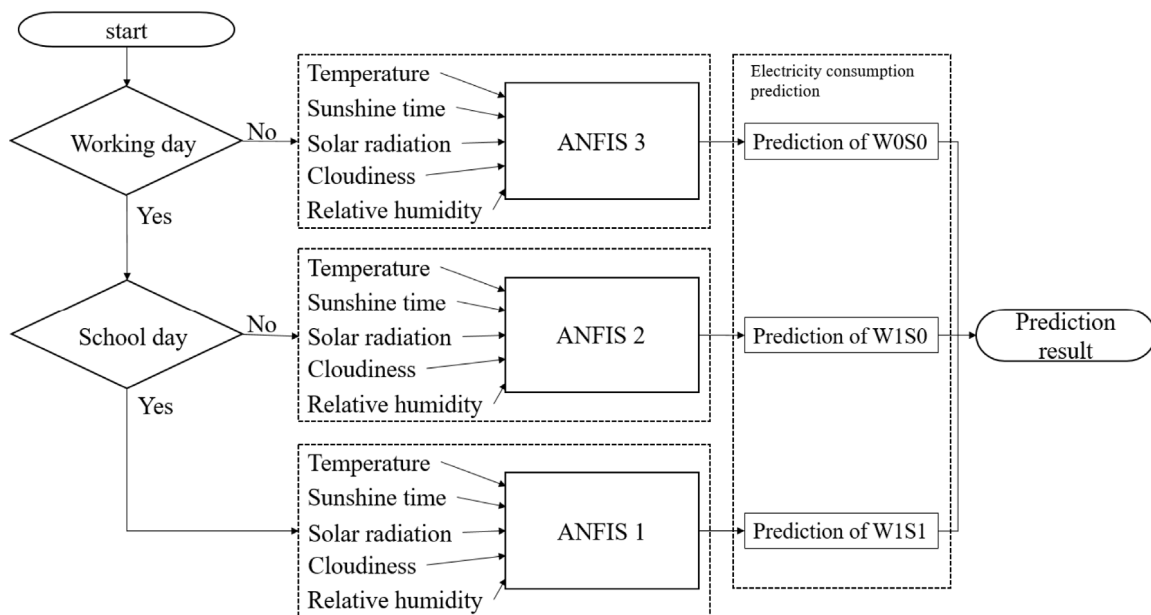 start
Working day
No
Yes
Temperature
Sunshine time
Solar radiation
Cloudiness
Relative humidity
ANFIS 3
Electricity consumption
prediction
Prediction of W0S0
School day
No
Yes
Temperature
Sunshine time
Solar radiation
Cloudiness
Relative humidity
ANFIS 2
Prediction of W1S0
Prediction
result
Temperature
Sunshine time
Solar radiation
Cloudiness
Relative humidity
ANFIS 1
Prediction of W1S1